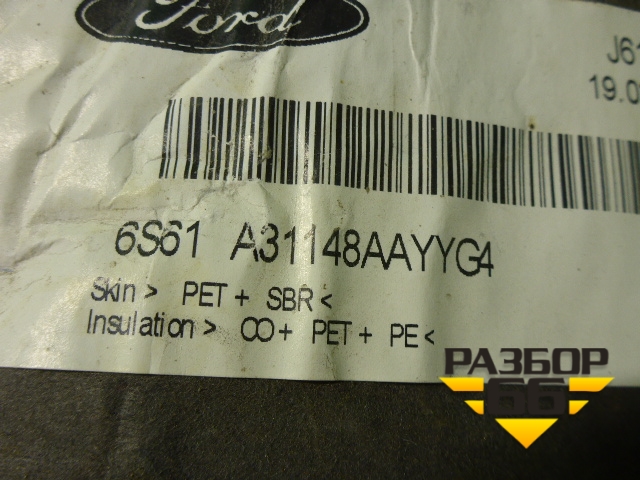 Ford
J61
19.0
6S61 A31148AAYYG4
Skin> PET+ SBR<
Insulation> CO+ PET+ PE<
РАЗБОР
66